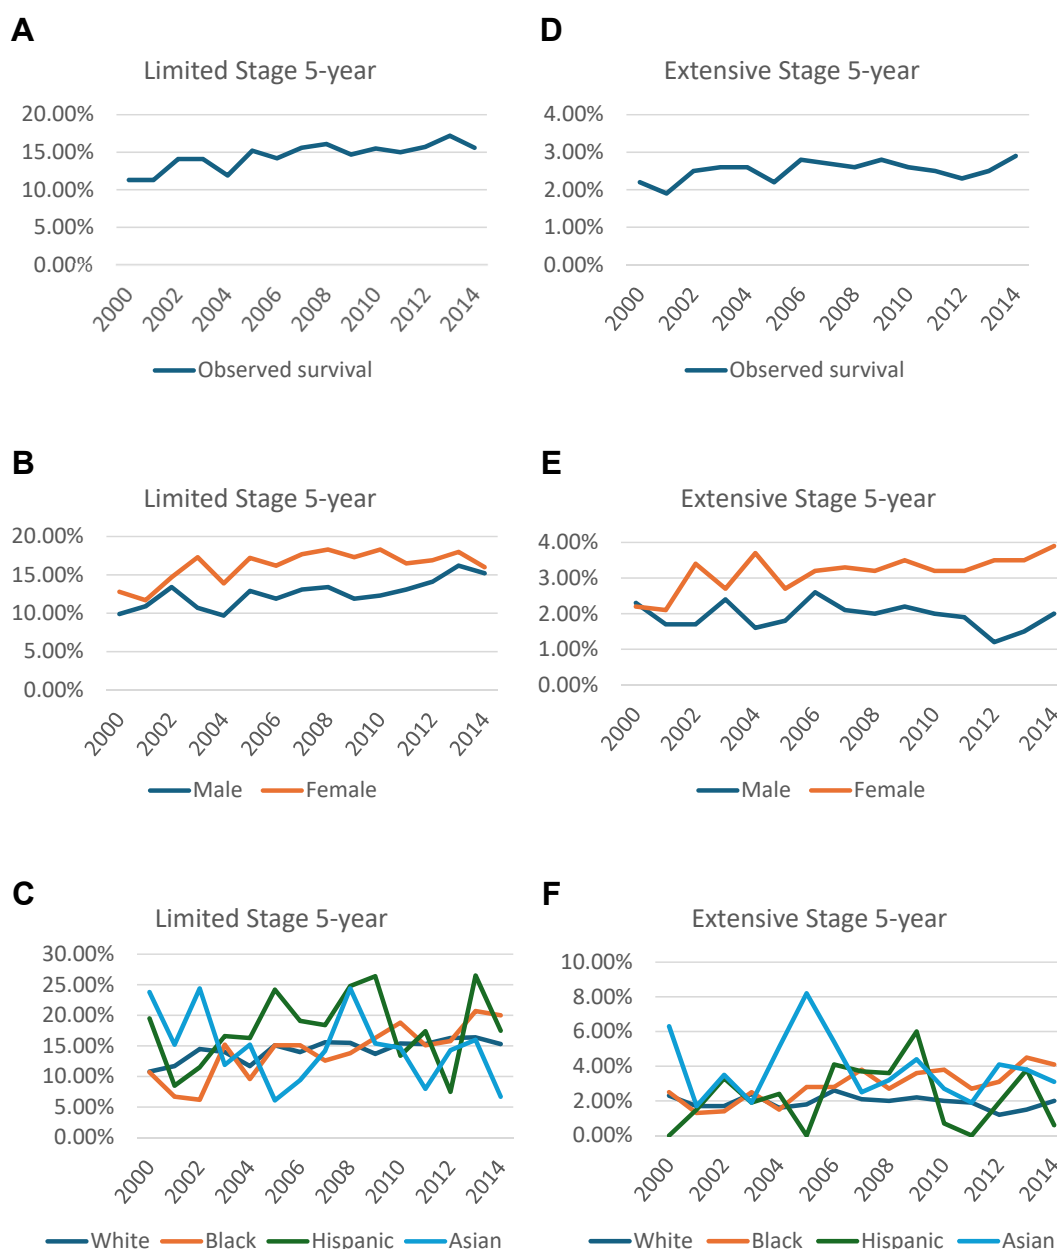 A
Limited Stage 5-year
20.00%
15.00%
10.00%
5.00%
0.00%
2000 2002 2004 2006 2008 2010 2012 2014
Observed survival
D
Extensive Stage 5-year
4.00%
3.00%
2.00%
1.00%
0.00%
2000 2002 2004 2006 2008 2010 2012 2014
Observed survival
B
Limited Stage 5-year
20.00%
15.00%
10.00%
5.00%
0.00%
2000 2002 2004 2006 2008 2010 2012 2014
Male Female
E
Extensive Stage 5-year
4.00%
3.00%
2.00%
1.00%
0.00%
2000 2002 2004 2006 2008 2010 2012 2014
Male Female
C
Limited Stage 5-year
30.00%
25.00%
20.00%
15.00%
10.00%
5.00%
0.00%
2000 2002 2004 2006 2008 2010 2012 2014
White Black Hispanic Asian
F
Extensive Stage 5-year
10.00%
8.00%
6.00%
4.00%
2.00%
0.00%
2000 2002 2004 2006 2008 2010 2012 2014
White Black Hispanic Asian